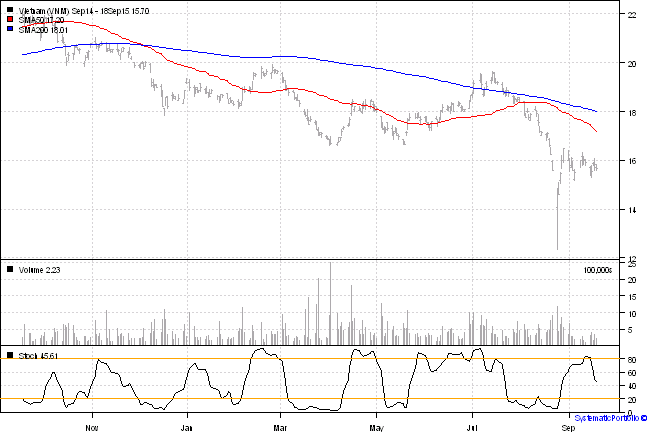 Vietnam (VNM) Sep14 - 18Sep15 15.70
SMA50 17.20
SMA200 18.01
22
20
18
16
14
12
Volume 2.23
100,000s
25
20
15
10
5
Stoch 45.61
80
60
40
20
0
Nov Jan Mar May Jul Sep
SystematicPortfolio ©